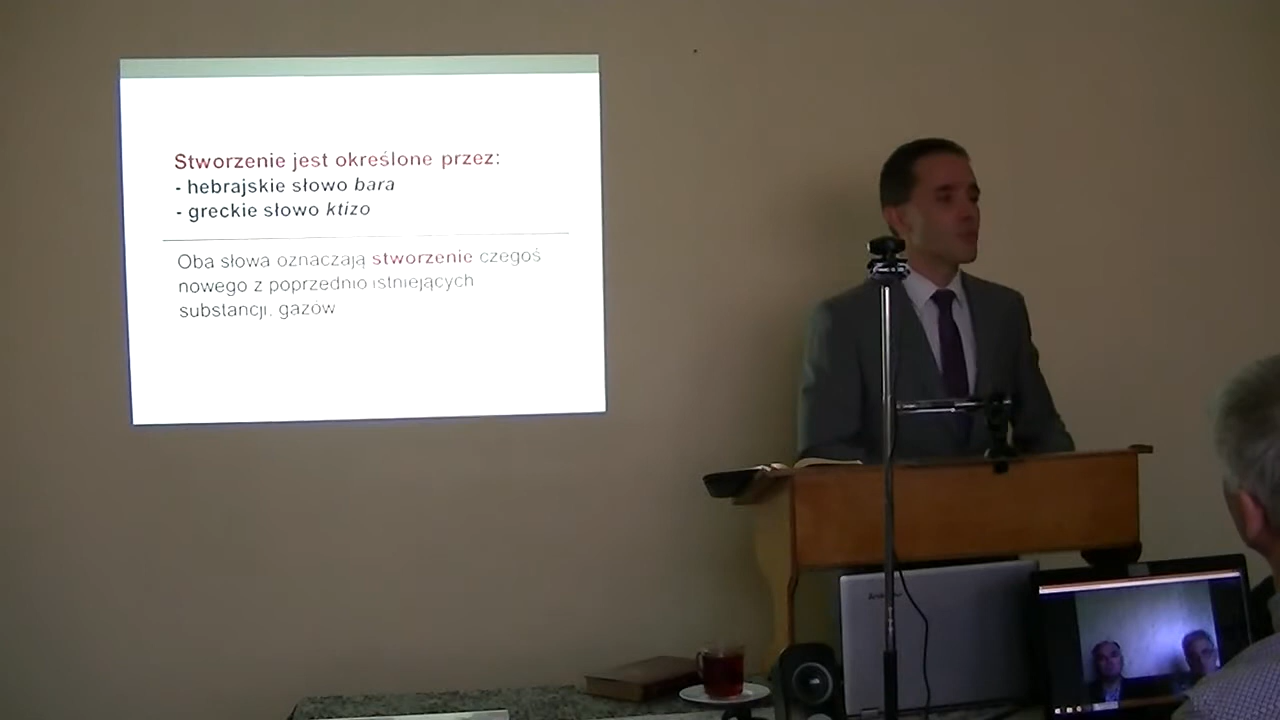 Stworzenie jest określone przez:
- hebrajskie słowo bara
- greckie słowo ktizo
Oba słowa oznaczają stworzenie czegoś
nowego z poprzednio istniejących
substancji, gazów